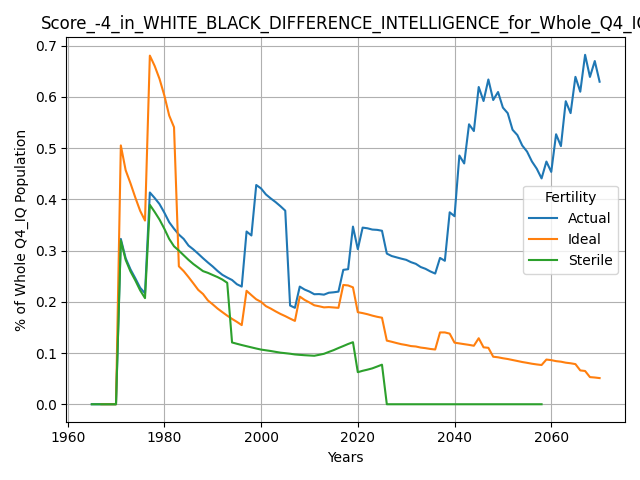 Score_-4_in_WHITE_BLACK_DIFFERENCE_INTELLIGENCE_for_Whole_Q4_IQ
% of Whole Q4_IQ Population
0.7
0.6
0.5
0.4
0.3
0.2
0.1
0.0
Fertility
Actual
Ideal
Sterile
1960 1980 2000 2020 2040 2060
Years